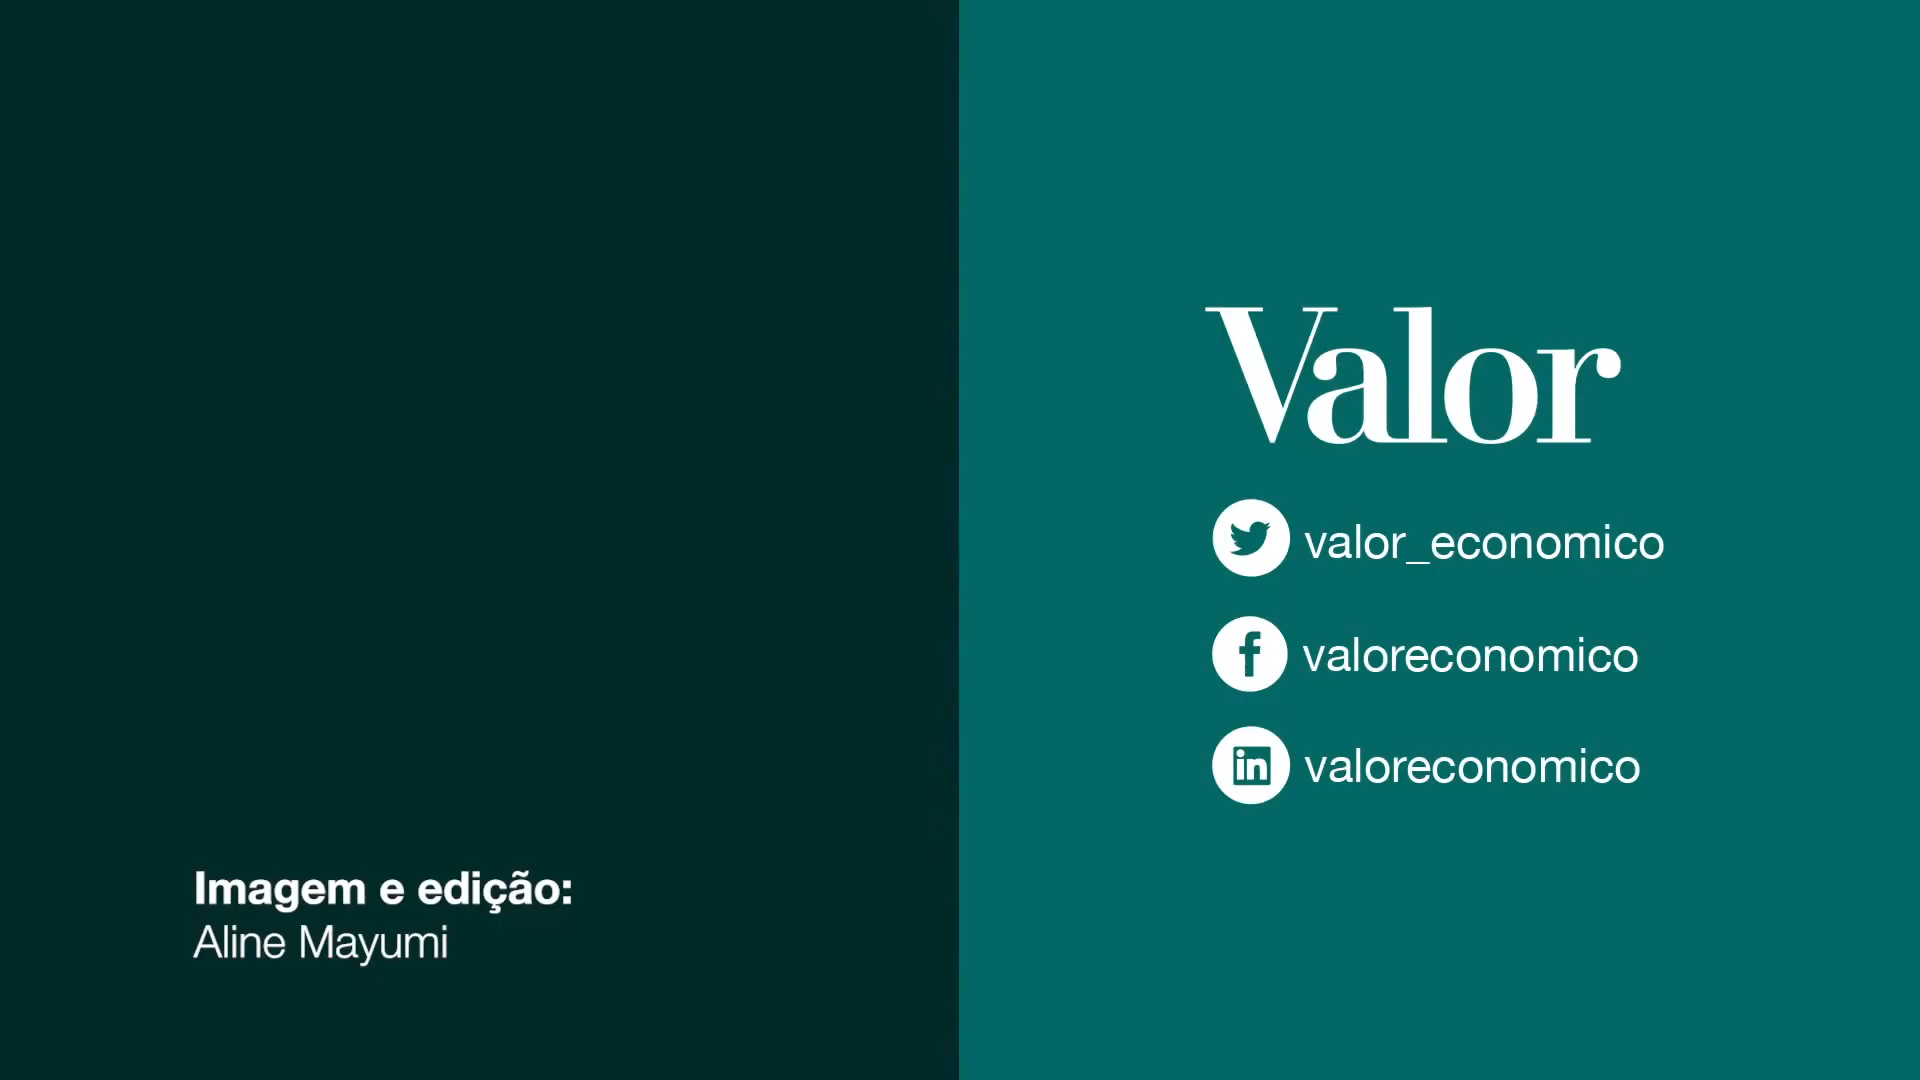 Valor
valor_economico
valoreconomico
valoreconomico
Imagem e edição:
Aline Mayumi